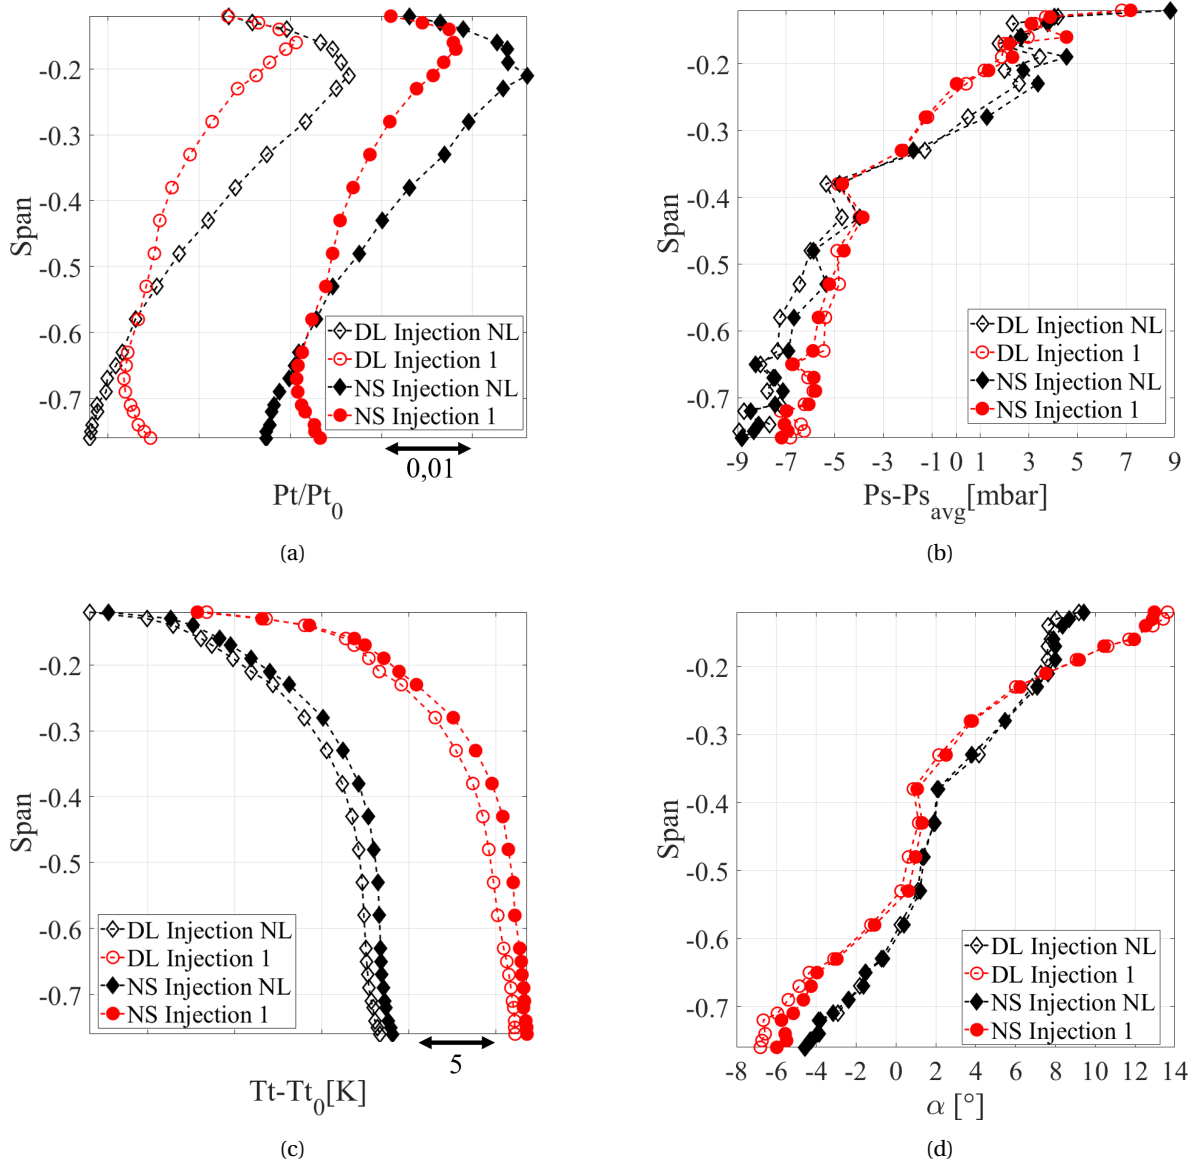 -0.2
-0.3
-0.4
-0.5
-0.6
-0.7
Span
DL Injection NL
DL Injection 1
NS Injection NL
NS Injection 1
0,01
Pt/Pt0
(a)
-0.2
-0.3
-0.4
-0.5
-0.6
-0.7
Span
DL Injection NL
DL Injection 1
NS Injection NL
NS Injection 1
-9 -7 -5 -3 -1 0 1 3 5 7 9
Ps-Psavg[mbar]
(b)
-0.2
-0.3
-0.4
-0.5
-0.6
-0.7
Span
DL Injection NL
DL Injection 1
NS Injection NL
NS Injection 1
5
Tt-Tt0[K]
(c)
-0.2
-0.3
-0.4
-0.5
-0.6
-0.7
Span
DL Injection NL
DL Injection 1
NS Injection NL
NS Injection 1
-8 -6 -4 -2 0 2 4 6 8 10 12 14
α [°]
(d)